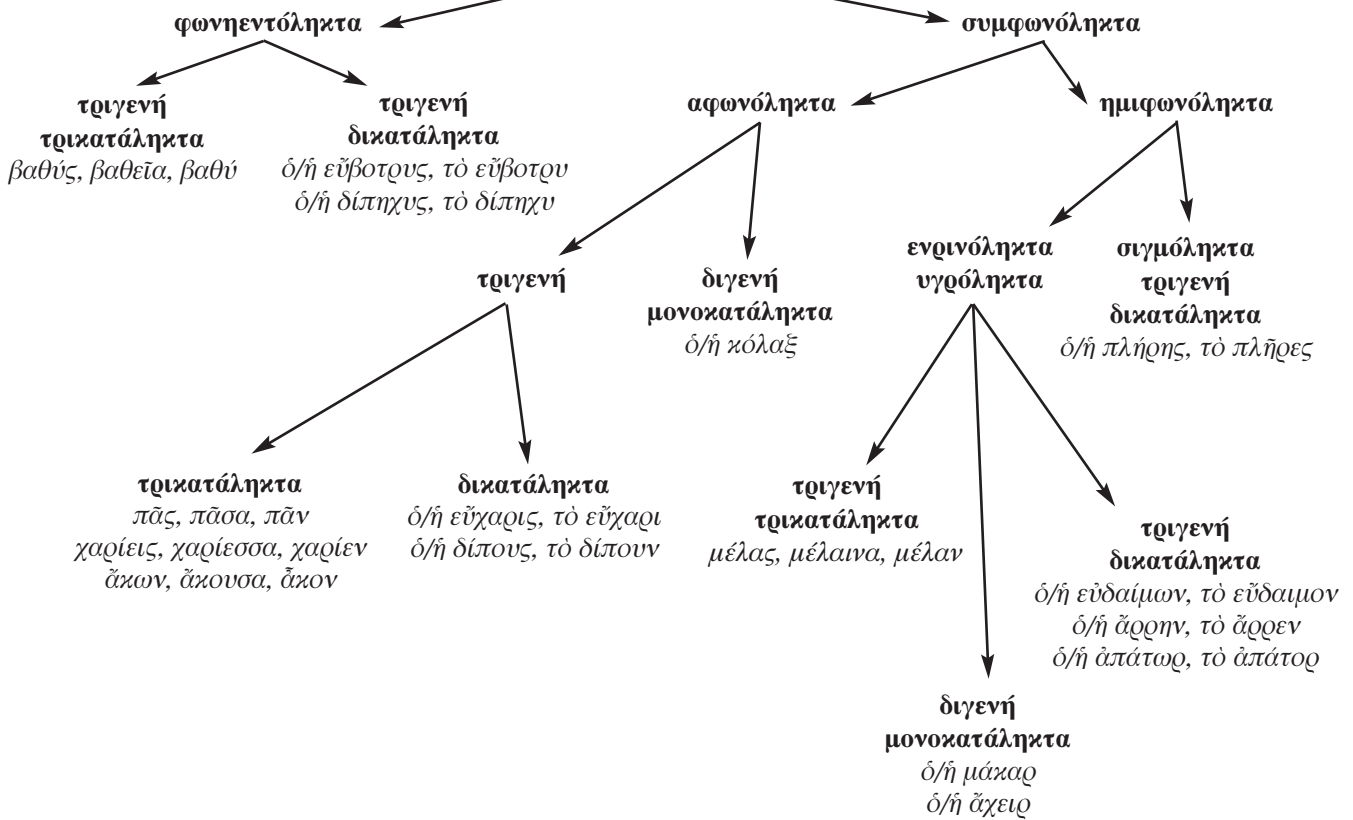 φωνηεντόληκτα
συμφωνόληκτα
τριγενή
τρικατάληκτα
βαθύς, βαθεῖα, βαθύ
τριγενή
δικατάληκτα
ὁ/ἡ εὔβοτρυς, τὸ εὔβοτρυ
ὁ/ἡ δίπηχυς, τὸ δίπηχυ
αφωνόληκτα
ημιφωνόληκτα
τριγενή
διγενή
μονοκατάληκτα
ὁ/ἡ κόλαξ
ενρινόληκτα
υγρόληκτα
σιγμόληκτα
τριγενή
δικατάληκτα
ὁ/ἡ πλήρης, τὸ πλῆρες
τρικατάληκτα
πᾶς, πᾶσα, πᾶν
χαρίεις, χαρίεσσα, χαρίεν
ἄκων, ἄκουσα, ἆκον
δικατάληκτα
ὁ/ἡ εὔχαρις, τὸ εὔχαρι
ὁ/ἡ δίπους, τὸ δίπουν
τριγενή
τρικατάληκτα
μέλας, μέλαινα, μέλαν
τριγενή
δικατάληκτα
ὁ/ἡ εὐδαίμων, τὸ εὔδαιμον
ὁ/ἡ ἄρρην, τὸ ἄρρεν
ὁ/ἡ ἀπάτωρ, τὸ ἀπάτορ
διγενή
μονοκατάληκτα
ὁ/ἡ μάκαρ
ὁ/ἡ ἄχειρ